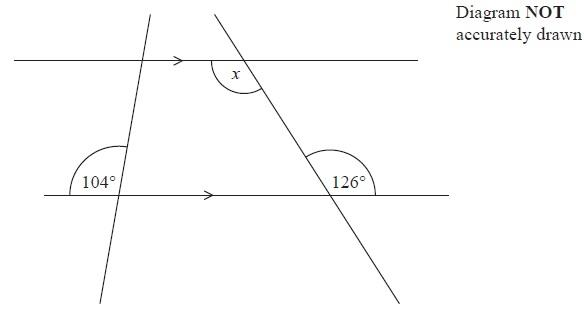 Diagram NOT
accurately drawn
x
104°
126°